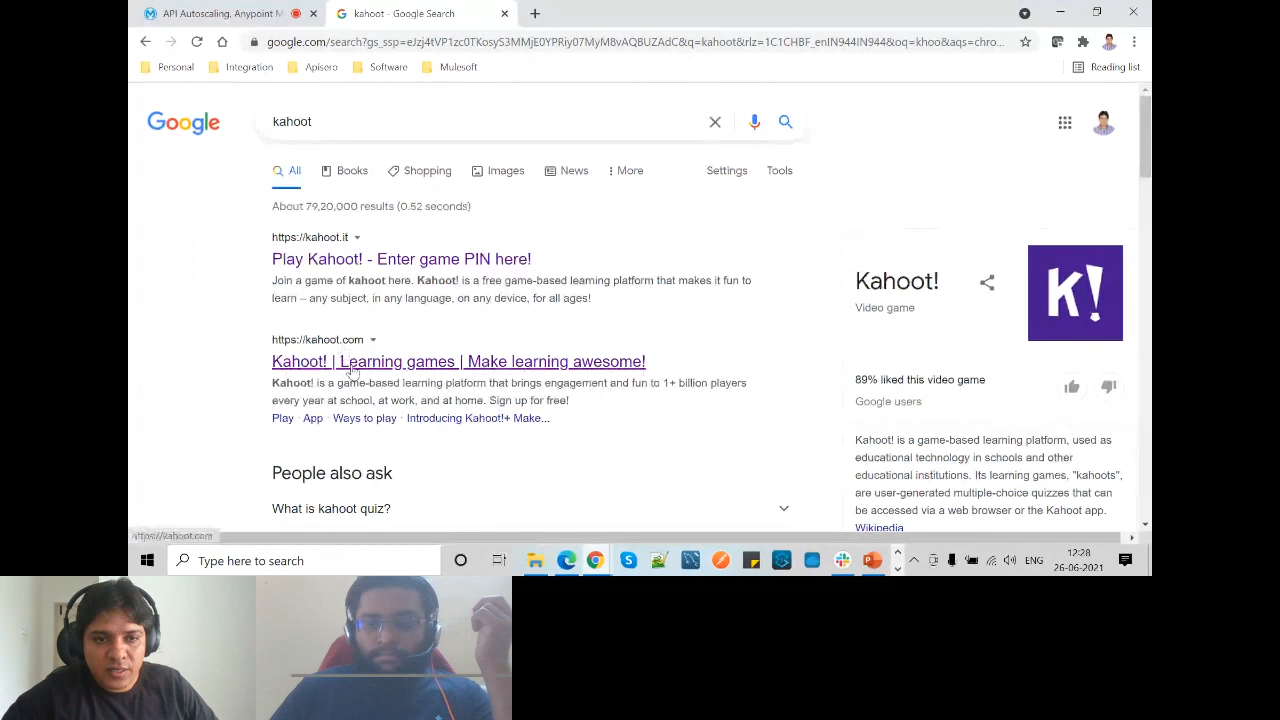 API Autoscaling, Anypoint M
kahoot - Google Search
google.com/search?gs_ssp=eJzj4tVP1zc0TKosyS3MMjE0YPRiy07MyM8vAQBUZAdC&q=kahoot&rlz=1C1CHBF_enIN944IN944&oq=khoo&aqs=chro...
Personal
Integration
Apisero
Software
Mulesoft
Reading list
Google
kahoot
All
Books
Shopping
Images
News
More
Settings
Tools
About 79,20,000 results (0.52 seconds)
https://kahoot.it
Play Kahoot! - Enter game PIN here!
Join a game of kahoot here. Kahoot! is a free game-based learning platform that makes it fun to
learn – any subject, in any language, on any device, for all ages!
https://kahoot.com
Kahoot! | Learning games | Make learning awesome!
Kahoot! is a game-based learning platform that brings engagement and fun to 1+ billion players
every year at school, at work, and at home. Sign up for free!
Play · App · Ways to play · Introducing Kahoot!+ Make...
People also ask
What is kahoot quiz?
Kahoot!
Video game
K!
89% liked this video game
Google users
Kahoot! is a game-based learning platform, used as
educational technology in schools and other
educational institutions. Its learning games, "kahoots",
are user-generated multiple-choice quizzes that can
be accessed via a web browser or the Kahoot app.
Wikipedia
https://kahoot.com
Type here to search
ENG
12:28
26-06-2021